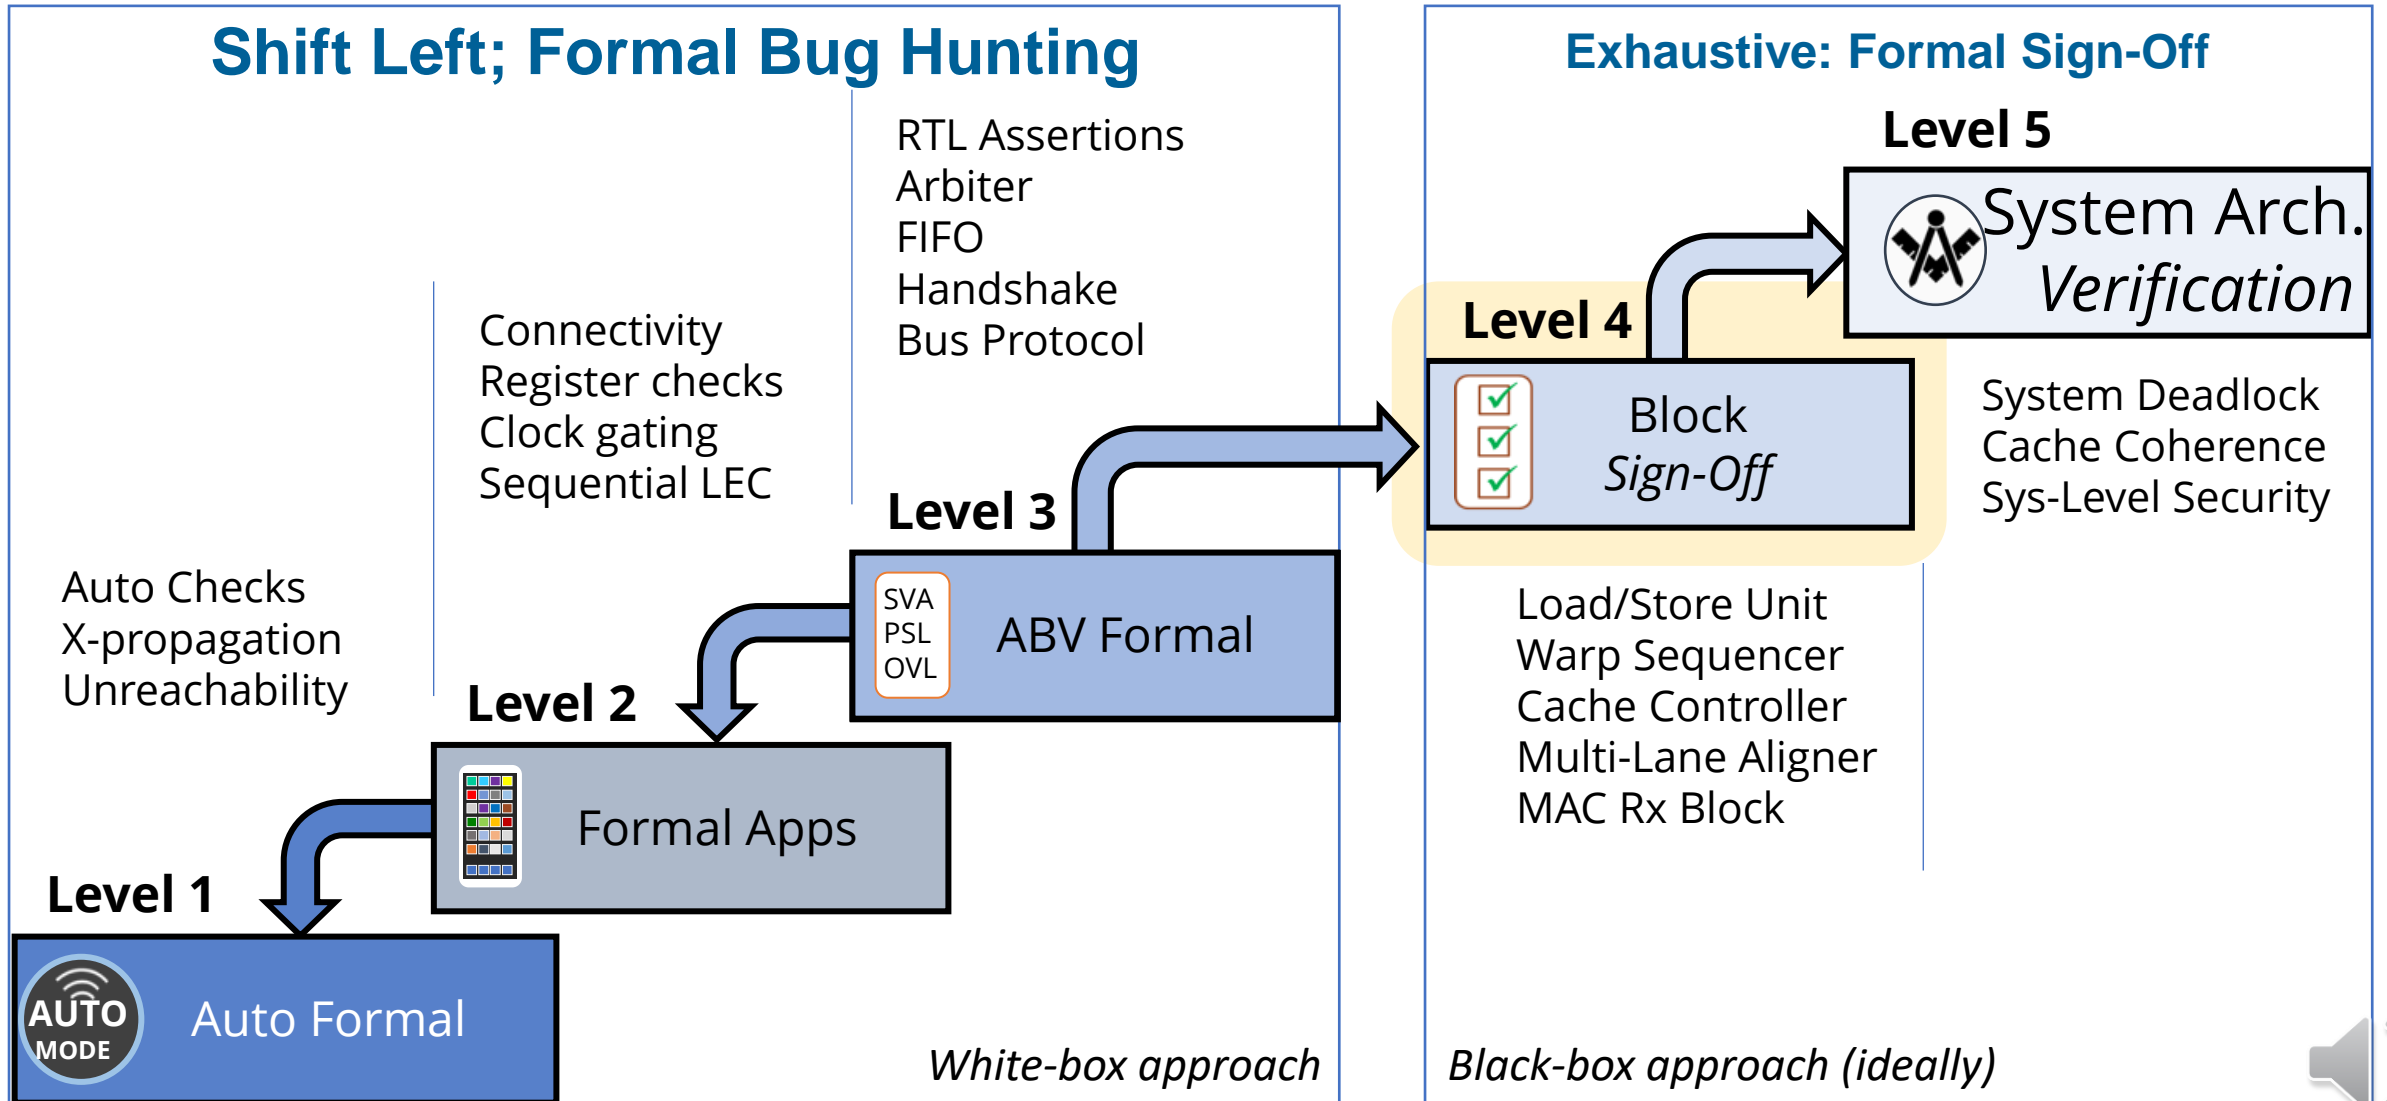 Shift Left; Formal Bug Hunting
RTL Assertions
Arbiter
FIFO
Handshake
Bus Protocol
Connectivity
Register checks
Clock gating
Sequential LEC
Auto Checks
X-propagation
Unreachability
Level 3
SVA
PSL
OVL
ABV Formal
Level 2
Formal Apps
Level 1
AUTO
MODE
Auto Formal
White-box approach
Exhaustive: Formal Sign-Off
Level 5
System Arch.
Verification
Level 4
Block
Sign-Off
System Deadlock
Cache Coherence
Sys-Level Security
Load/Store Unit
Warp Sequencer
Cache Controller
Multi-Lane Aligner
MAC Rx Block
Black-box approach (ideally)